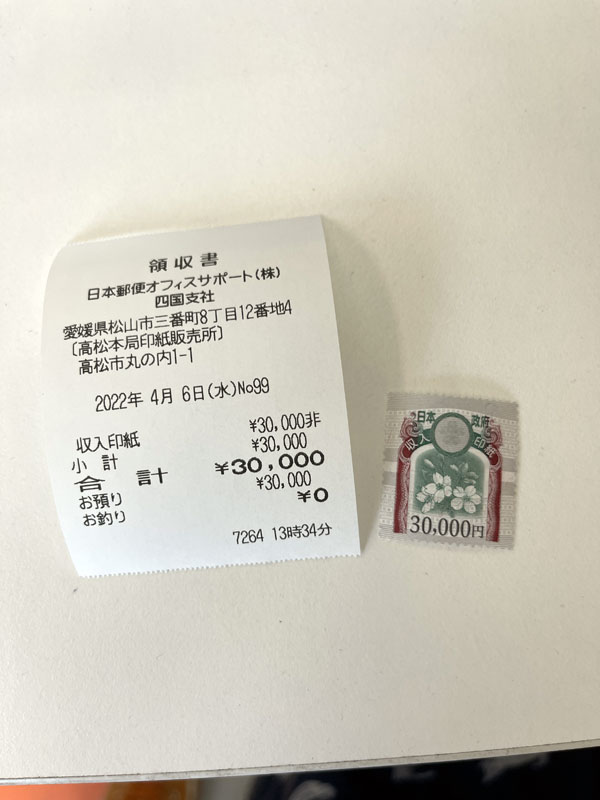 領収書
日本郵便オフィスサポート(株)
四国支社
愛媛県松山市三番町8丁目12番地4
〔高松本局印紙販売所〕
高松市丸の内1-1
2022年 4月 6日(水)No99
収入印紙 ¥30,000非
小計 ¥30,000
合計 ¥30,000
お預り ¥30,000
お釣り ¥0
7264 13時34分
日本政府
収入印紙
30,000円